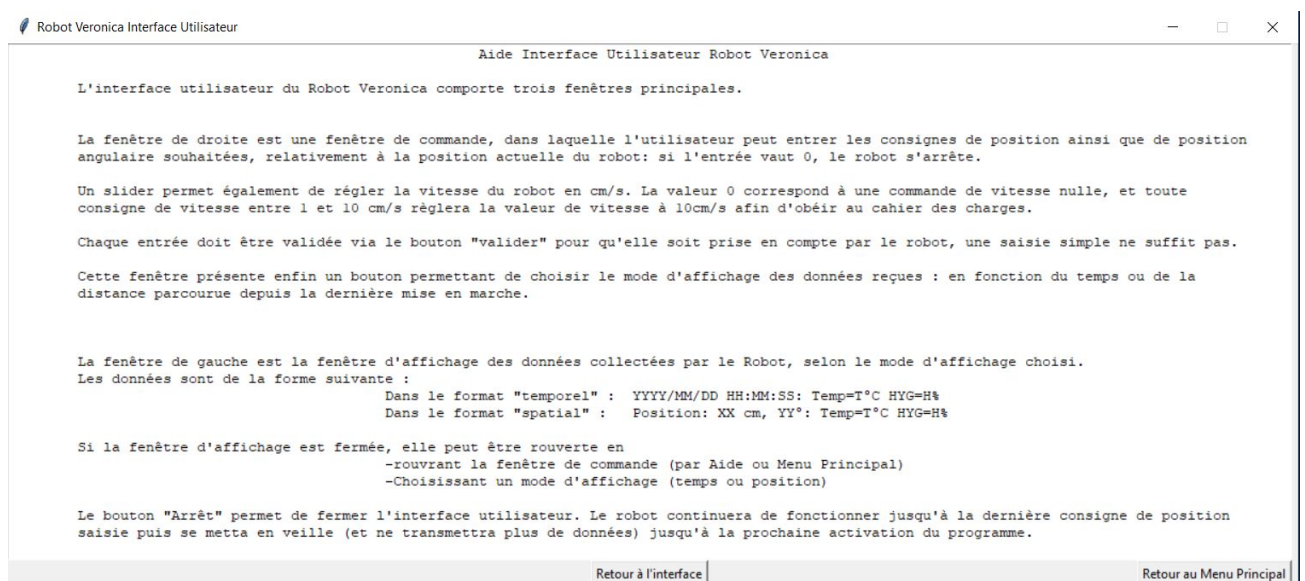 Robot Veronica Interface Utilisateur
Aide Interface Utilisateur Robot Veronica
L'interface utilisateur du Robot Veronica comporte trois fenêtres principales.
La fenêtre de droite est une fenêtre de commande, dans laquelle l'utilisateur peut entrer les consignes de position ainsi que de position
angulaire souhaitées, relativement à la position actuelle du robot: si l'entrée vaut 0, le robot s'arrête.
Un slider permet également de régler la vitesse du robot en cm/s. La valeur 0 correspond à une commande de vitesse nulle, et toute
consigne de vitesse entre 1 et 10 cm/s règlera la valeur de vitesse à 10cm/s afin d'obéir au cahier des charges.
Chaque entrée doit être validée via le bouton "valider" pour qu'elle soit prise en compte par le robot, une saisie simple ne suffit pas.
Cette fenêtre présente enfin un bouton permettant de choisir le mode d'affichage des données reçues : en fonction du temps ou de la
distance parcourue depuis la dernière mise en marche.
La fenêtre de gauche est la fenêtre d'affichage des données collectées par le Robot, selon le mode d'affichage choisi.
Les données sont de la forme suivante :
Dans le format "temporel" : YYYY/MM/DD HH:MM:SS: Temp=T°C HYG=H%
Dans le format "spatial" : Position: XX cm, YY°: Temp=T°C HYG=H%
Si la fenêtre d'affichage est fermée, elle peut être rouverte en
-rouvrant la fenêtre de commande (par Aide ou Menu Principal)
-Choisissant un mode d'affichage (temps ou position)
Le bouton "Arrêt" permet de fermer l'interface utilisateur. Le robot continuera de fonctionner jusqu'à la dernière consigne de position
saisie puis se metta en veille (et ne transmettra plus de données) jusqu'à la prochaine activation du programme.
Retour à l'interface
Retour au Menu Principal